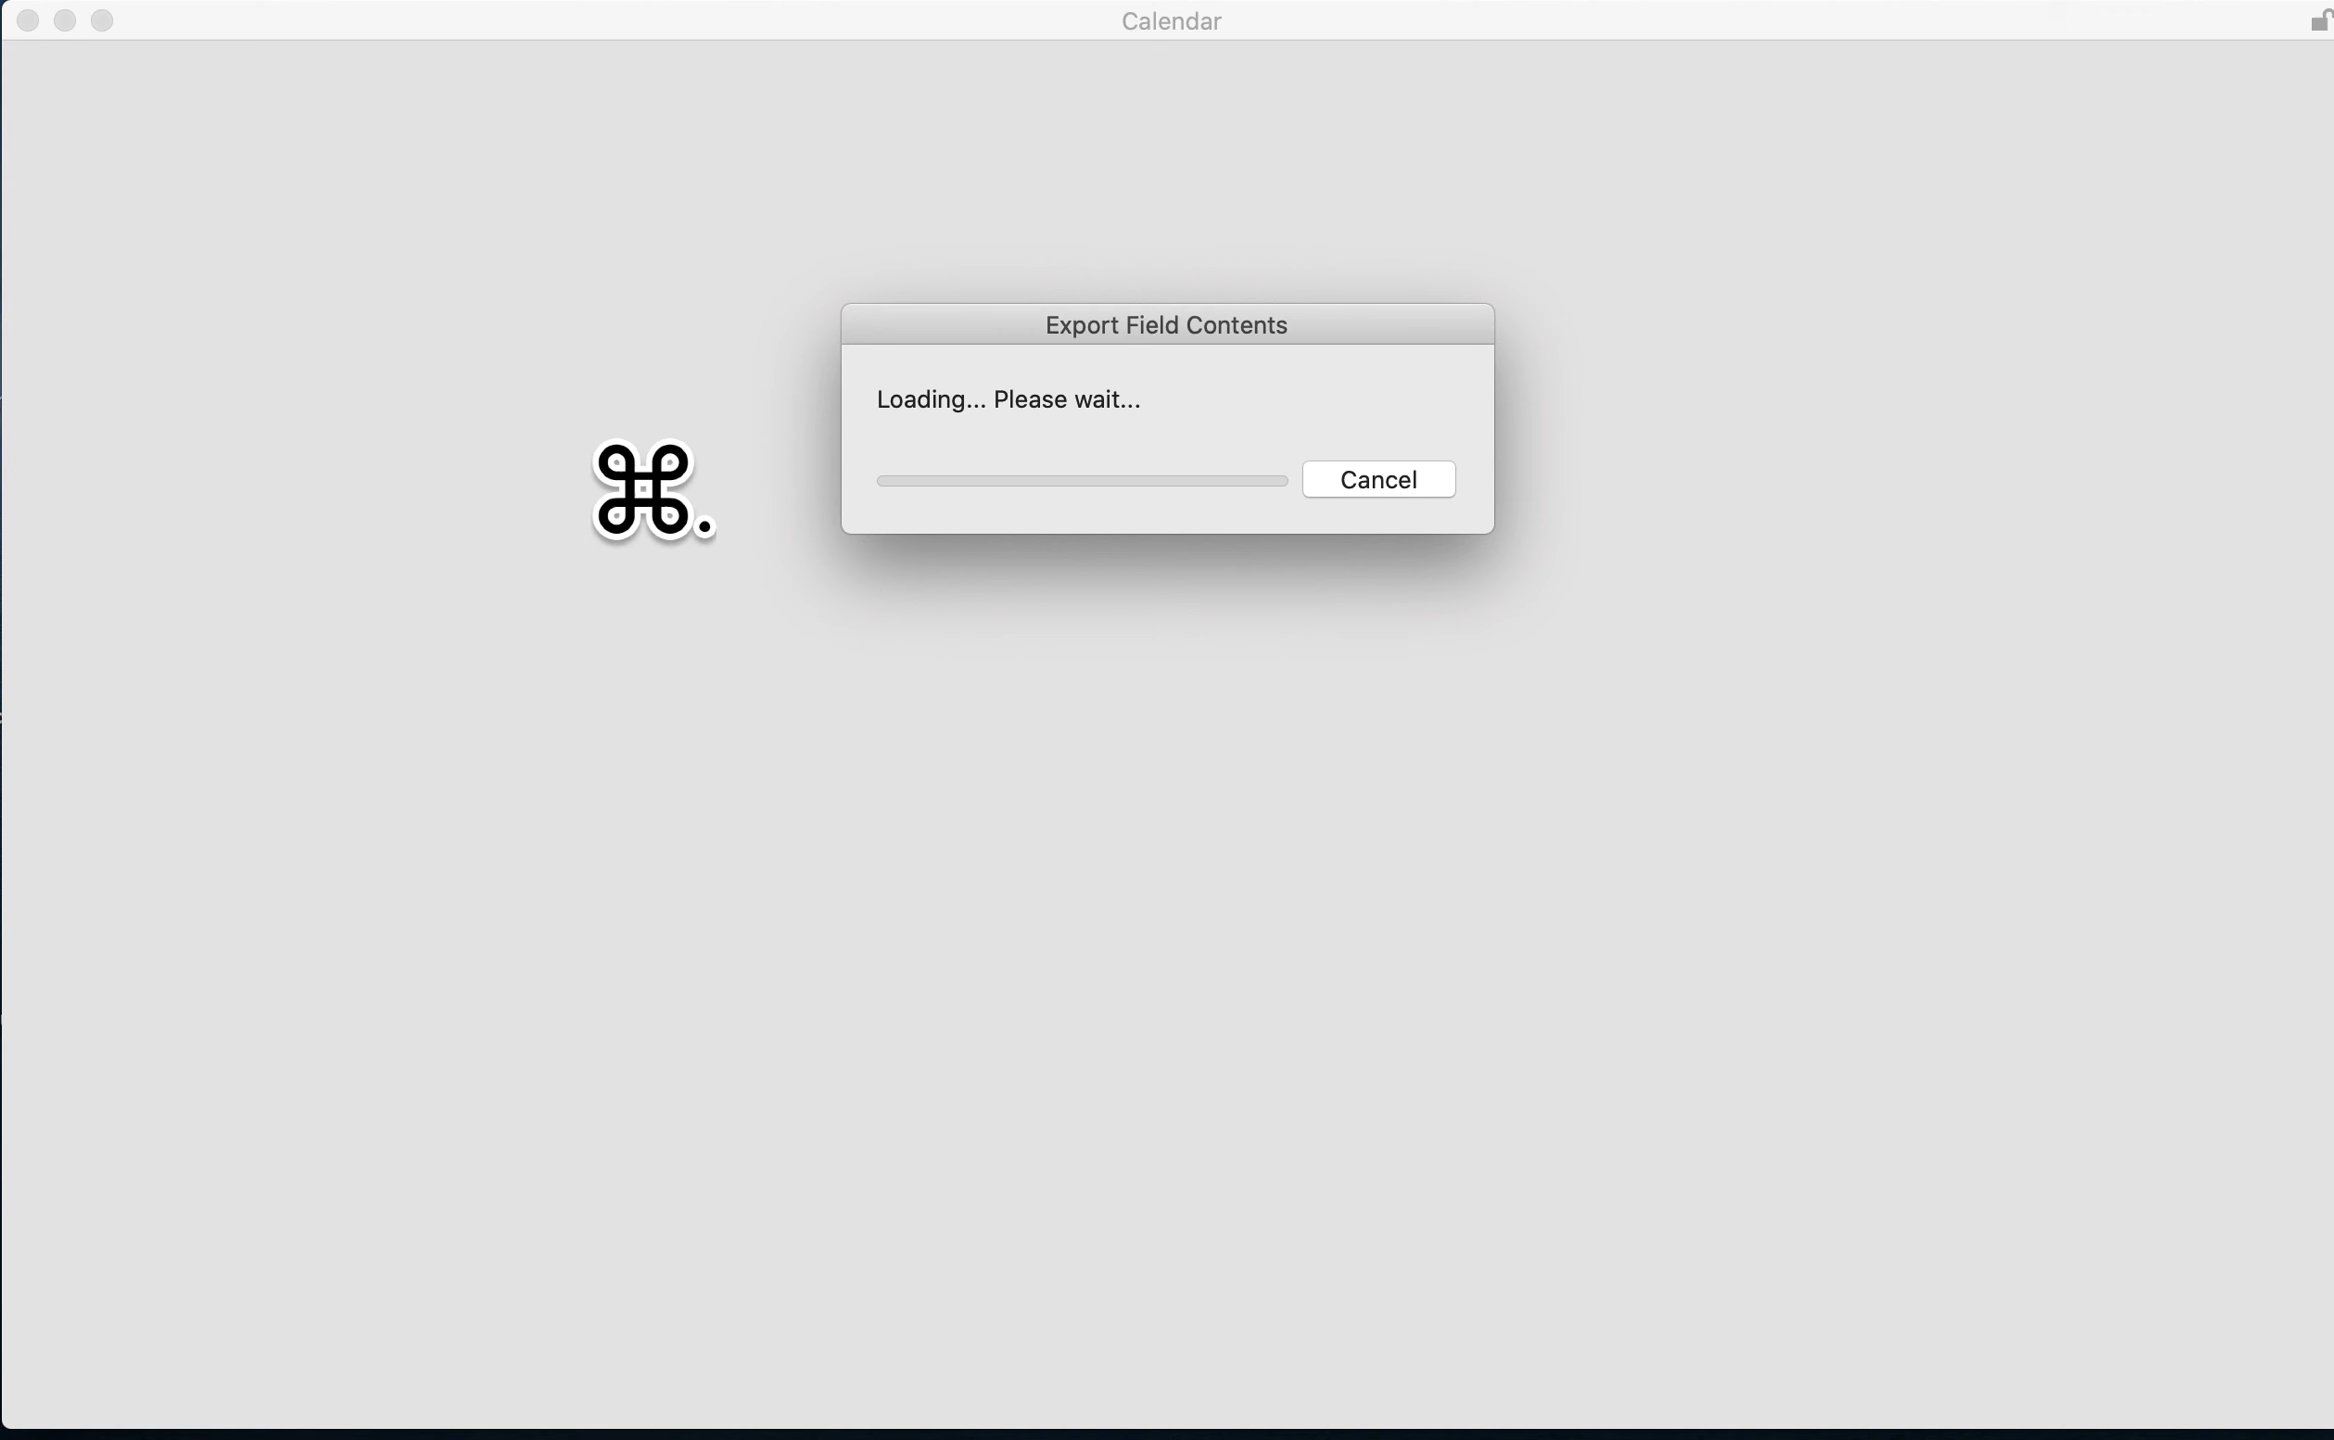 Calendar
Export Field Contents
Loading... Please wait...
Cancel
⌘.